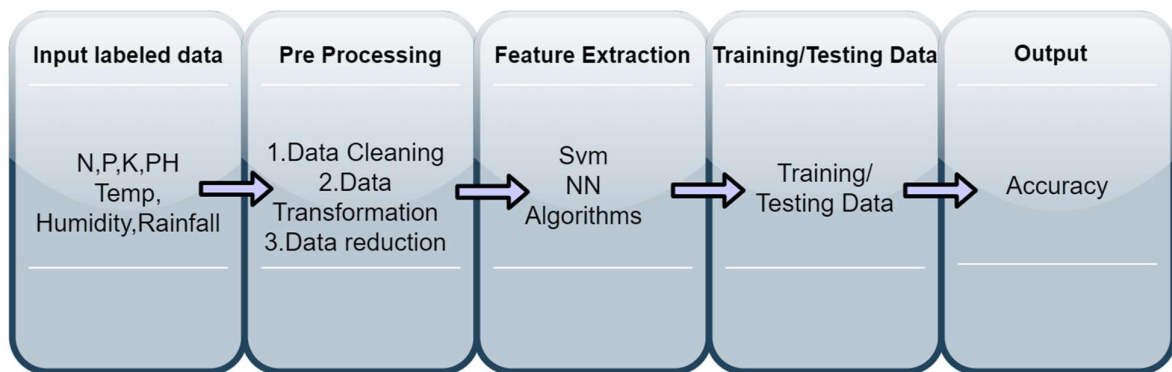 Input labeled data
N,P,K,PH
Temp,
Humidity,Rainfall
Pre Processing
1.Data Cleaning
2.Data
Transformation
3.Data reduction
Feature Extraction
Svm
NN
Algorithms
Training/Testing Data
Training/
Testing Data
Output
Accuracy